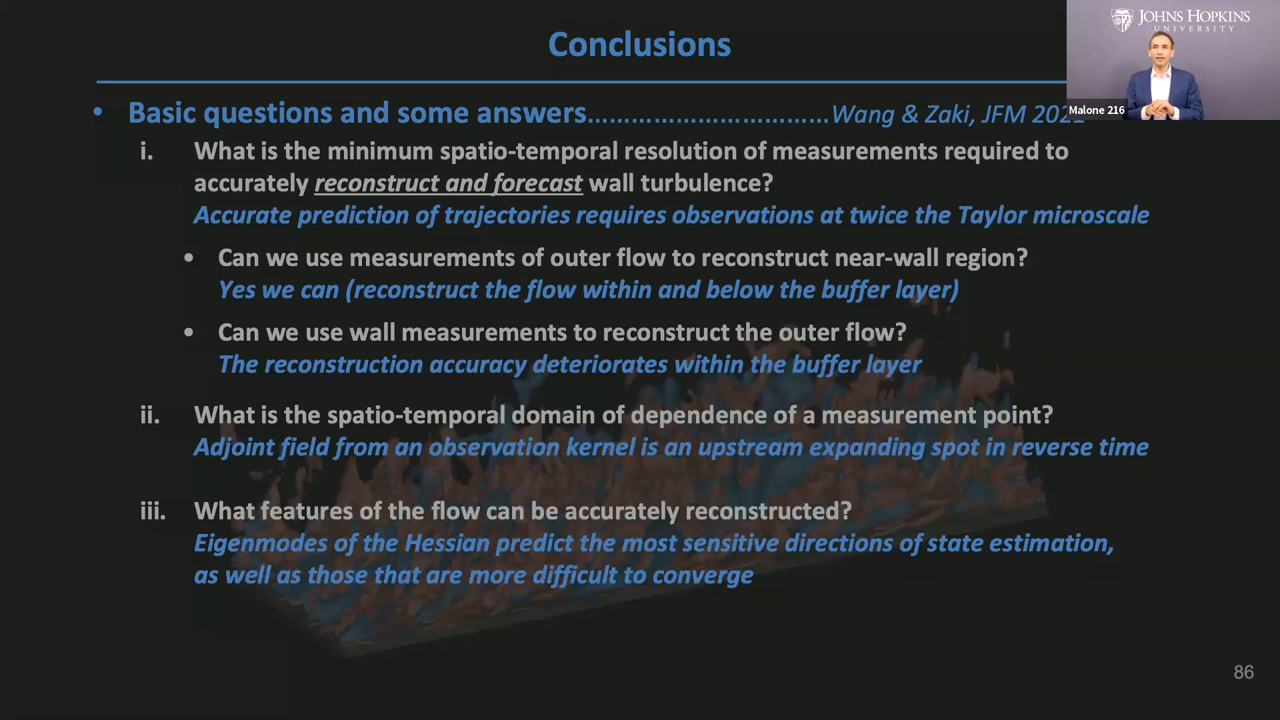 Conclusions
JOHNS HOPKINS
UNIVERSITY
Malone 216
• Basic questions and some answers.................................Wang & Zaki, JFM 2021
i. What is the minimum spatio-temporal resolution of measurements required to
accurately reconstruct and forecast wall turbulence?
Accurate prediction of trajectories requires observations at twice the Taylor microscale
• Can we use measurements of outer flow to reconstruct near-wall region?
Yes we can (reconstruct the flow within and below the buffer layer)
• Can we use wall measurements to reconstruct the outer flow?
The reconstruction accuracy deteriorates within the buffer layer
ii. What is the spatio-temporal domain of dependence of a measurement point?
Adjoint field from an observation kernel is an upstream expanding spot in reverse time
iii. What features of the flow can be accurately reconstructed?
Eigenmodes of the Hessian predict the most sensitive directions of state estimation,
as well as those that are more difficult to converge
86